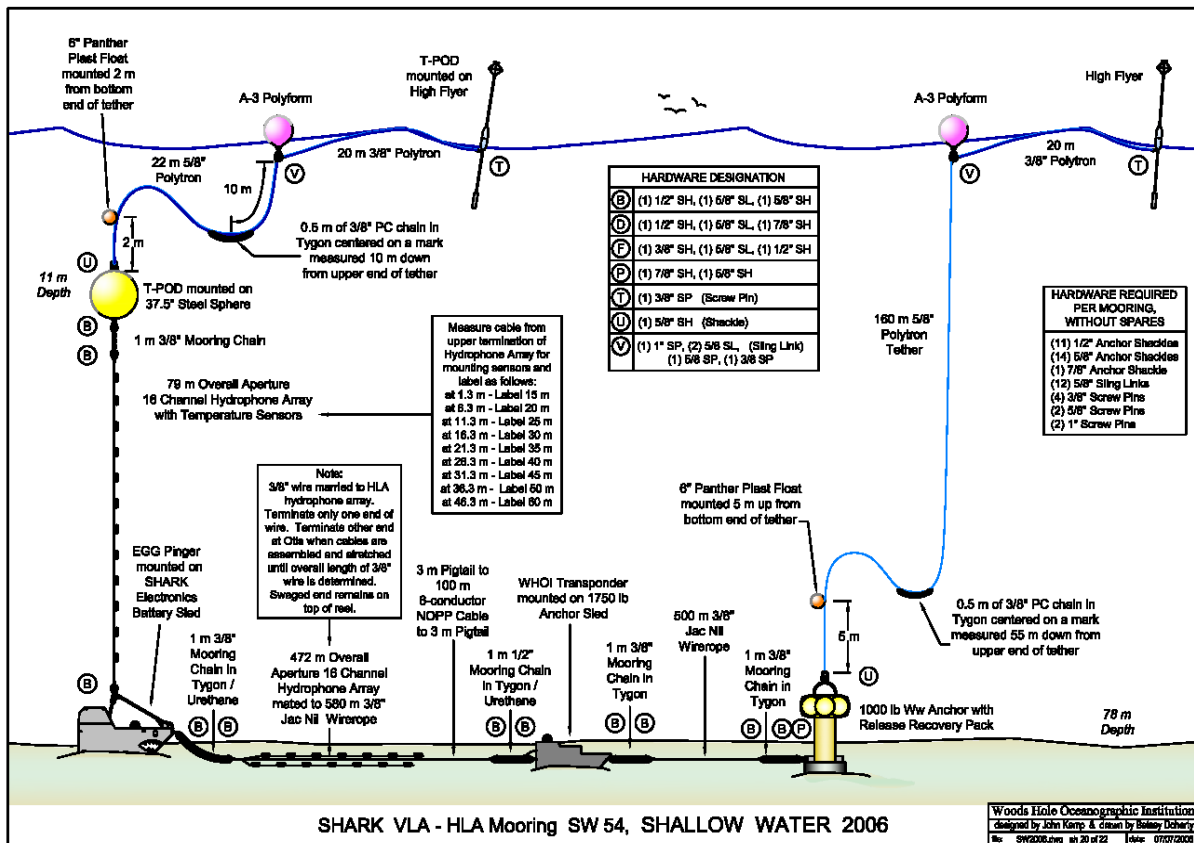 6" Panther
Plast Float
mounted 2 m
from bottom
end of tether
A-3 Polyform
T-POD
mounted on
High Flyer
A-3 Polyform
High Flyer
22 m 5/8"
Polytron
10 m
V
20 m 3/8" Polytron
T
V
20 m
3/8" Polytron
T
2 m
0.5 m of 3/8" PC chain in
Tygon centered on a mark
measured 10 m down
from upper end of tether
U
11 m
Depth
T-POD mounted on
37.5" Steel Sphere
B
1 m 3/8" Mooring Chain
B
79 m Overall Aperture
16 Channel Hydrophone Array
with Temperature Sensors
HARDWARE DESIGNATION
B (1) 1/2" SH, (1) 5/8" SL, (1) 5/8" SH
D (1) 1/2" SH, (1) 5/8" SL, (1) 7/8" SH
F (1) 3/8" SH, (1) 5/8" SL, (1) 1/2" SH
P (1) 7/8" SH, (1) 5/8" SH
T (1) 3/8" SP (Screw Pin)
U (1) 5/8" SH (Shackle)
V (1) 1" SP, (2) 5/8 SL, (Sling Link)
(1) 5/8 SP, (1) 3/8 SP
HARDWARE REQUIRED
PER MOORING,
WITHOUT SPARES
(11) 1/2" Anchor Shackles
(14) 5/8" Anchor Shackles
(1) 7/8" Anchor Shackle
(12) 5/8" Sling Links
(4) 3/8" Screw Pins
(2) 5/8" Screw Pins
(2) 1" Screw Pins
160 m 5/8"
Polytron
Tether
Measure cable from
upper termination of
Hydrophone Array for
mounting sensors and
label as follows:
at 1.3 m - Label 15 m
at 6.3 m - Label 20 m
at 11.3 m - Label 25 m
at 16.3 m - Label 30 m
at 21.3 m - Label 35 m
at 26.3 m - Label 40 m
at 31.3 m - Label 45 m
at 36.3 m - Label 50 m
at 46.3 m - Label 60 m
Note:
3/8" wire married to HLA
hydrophone array.
Terminate only one end of
wire. Terminate other end
at Otis when cables are
assembled and stretched
until overall length of 3/8"
wire is determined.
Swaged end remains on
top of reel.
6" Panther Plast Float
mounted 5 m up from
bottom end of tether
EGG Pinger
mounted on
SHARK
Electronics
Battery Sled
B
1 m 3/8"
Mooring
Chain In
Tygon /
Urethane
B B
472 m Overall
Aperture 16 Channel
Hydrophone Array
mated to 580 m 3/8"
Jac Nil Wirerope
3 m Pigtail to
100 m
8-conductor
NOPP Cable
to 3 m Pigtail
1 m 1/2"
Mooring Chain
In Tygon /
Urethane
B B
WHOI Transponder
mounted on 1750 lb
Anchor Sled
1 m 3/8"
Mooring
Chain In
Tygon
B B
500 m 3/8"
Jac Nil
Wirerope
1 m 3/8"
Mooring
Chain in
Tygon
B B P
5 m
U
0.5 m of 3/8" PC chain in
Tygon centered on a mark
measured 55 m down from
upper end of tether
1000 lb Ww Anchor with
Release Recovery Pack
78 m
Depth
SHARK VLA - HLA Mooring SW 54, SHALLOW WATER 2006
Woods Hole Oceanographic Institution
designed by John Kemp & drawn by Betsey Doherty
file: SW2006.dwg sh 20 of 22 date: 07/07/2006